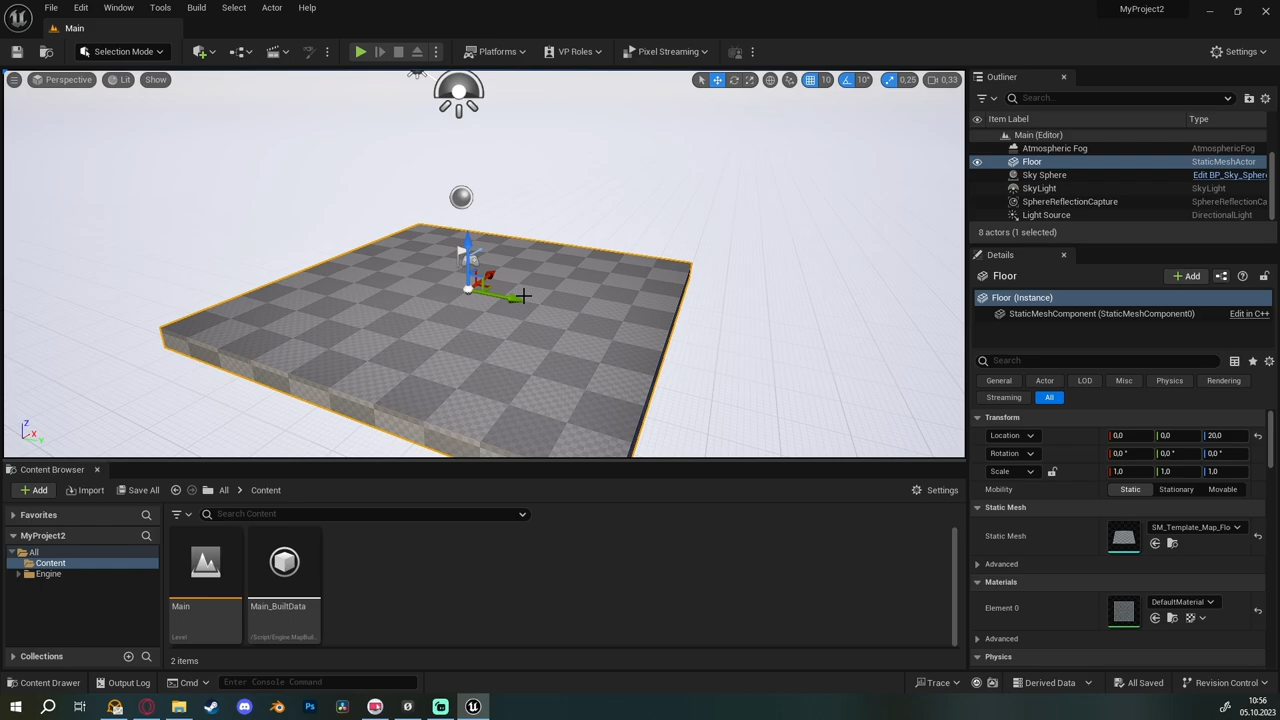 File Edit Window Tools Build Select Actor Help
MyProject2
Main
Selection Mode
Platforms
VP Roles
Pixel Streaming
Settings
Perspective Lit Show
10 10° 0,25 0,33
Outliner
Search...
Item Label Type
Main (Editor)
Atmospheric Fog AtmosphericFog
Floor StaticMeshActor
Sky Sphere Edit BP_Sky_Sphere
SkyLight SkyLight
SphereReflectionCapture SphereReflectionCa
Light Source DirectionalLight
8 actors (1 selected)
Details
Floor
Add
Floor (Instance)
StaticMeshComponent (StaticMeshComponent0) Edit in C++
Search
General Actor LOD Misc Physics Rendering
Streaming All
Transform
Location 0,0 0,0 20,0
Rotation 0,0 ° 0,0 ° 0,0 °
Scale 1,0 1,0 1,0
Mobility Static Stationary Movable
Static Mesh
Static Mesh SM_Template_Map_Flo
Advanced
Materials
Element 0 DefaultMaterial
Advanced
Physics
Z
X
Y
Content Browser
Add Import Save All All Content Settings
Favorites
Search Content
MyProject2
All
Content
Engine
Main
Level
Main_BuiltData
/Script/Engine.MapBuil...
Collections
2 items
Content Drawer Output Log Cmd Enter Console Command Trace Derived Data All Saved Revision Control
10:56
05.10.2023